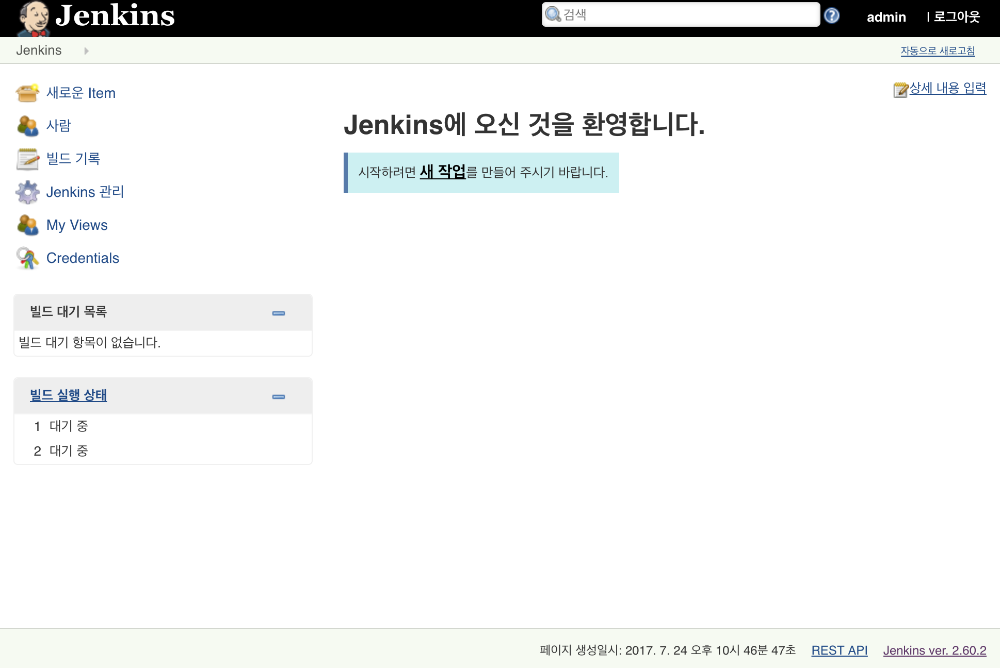 Jenkins
검색
admin
| 로그아웃
Jenkins
자동으로 새로고침
새로운 Item
사람
빌드 기록
Jenkins 관리
My Views
Credentials
빌드 대기 목록
빌드 대기 항목이 없습니다.
빌드 실행 상태
1 대기 중
2 대기 중
상세 내용 입력
Jenkins에 오신 것을 환영합니다.
시작하려면 새 작업를 만들어 주시기 바랍니다.
페이지 생성일시: 2017. 7. 24 오후 10시 46분 47초 REST API Jenkins ver. 2.60.2